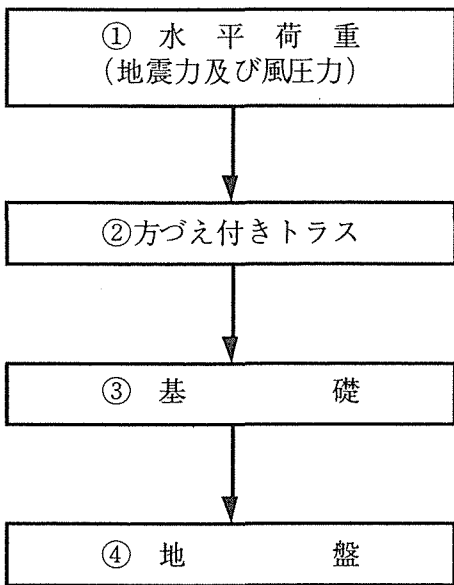 ① 水平荷重
(地震力及び風圧力)
②方づえ付きトラス
③ 基礎
④ 地盤